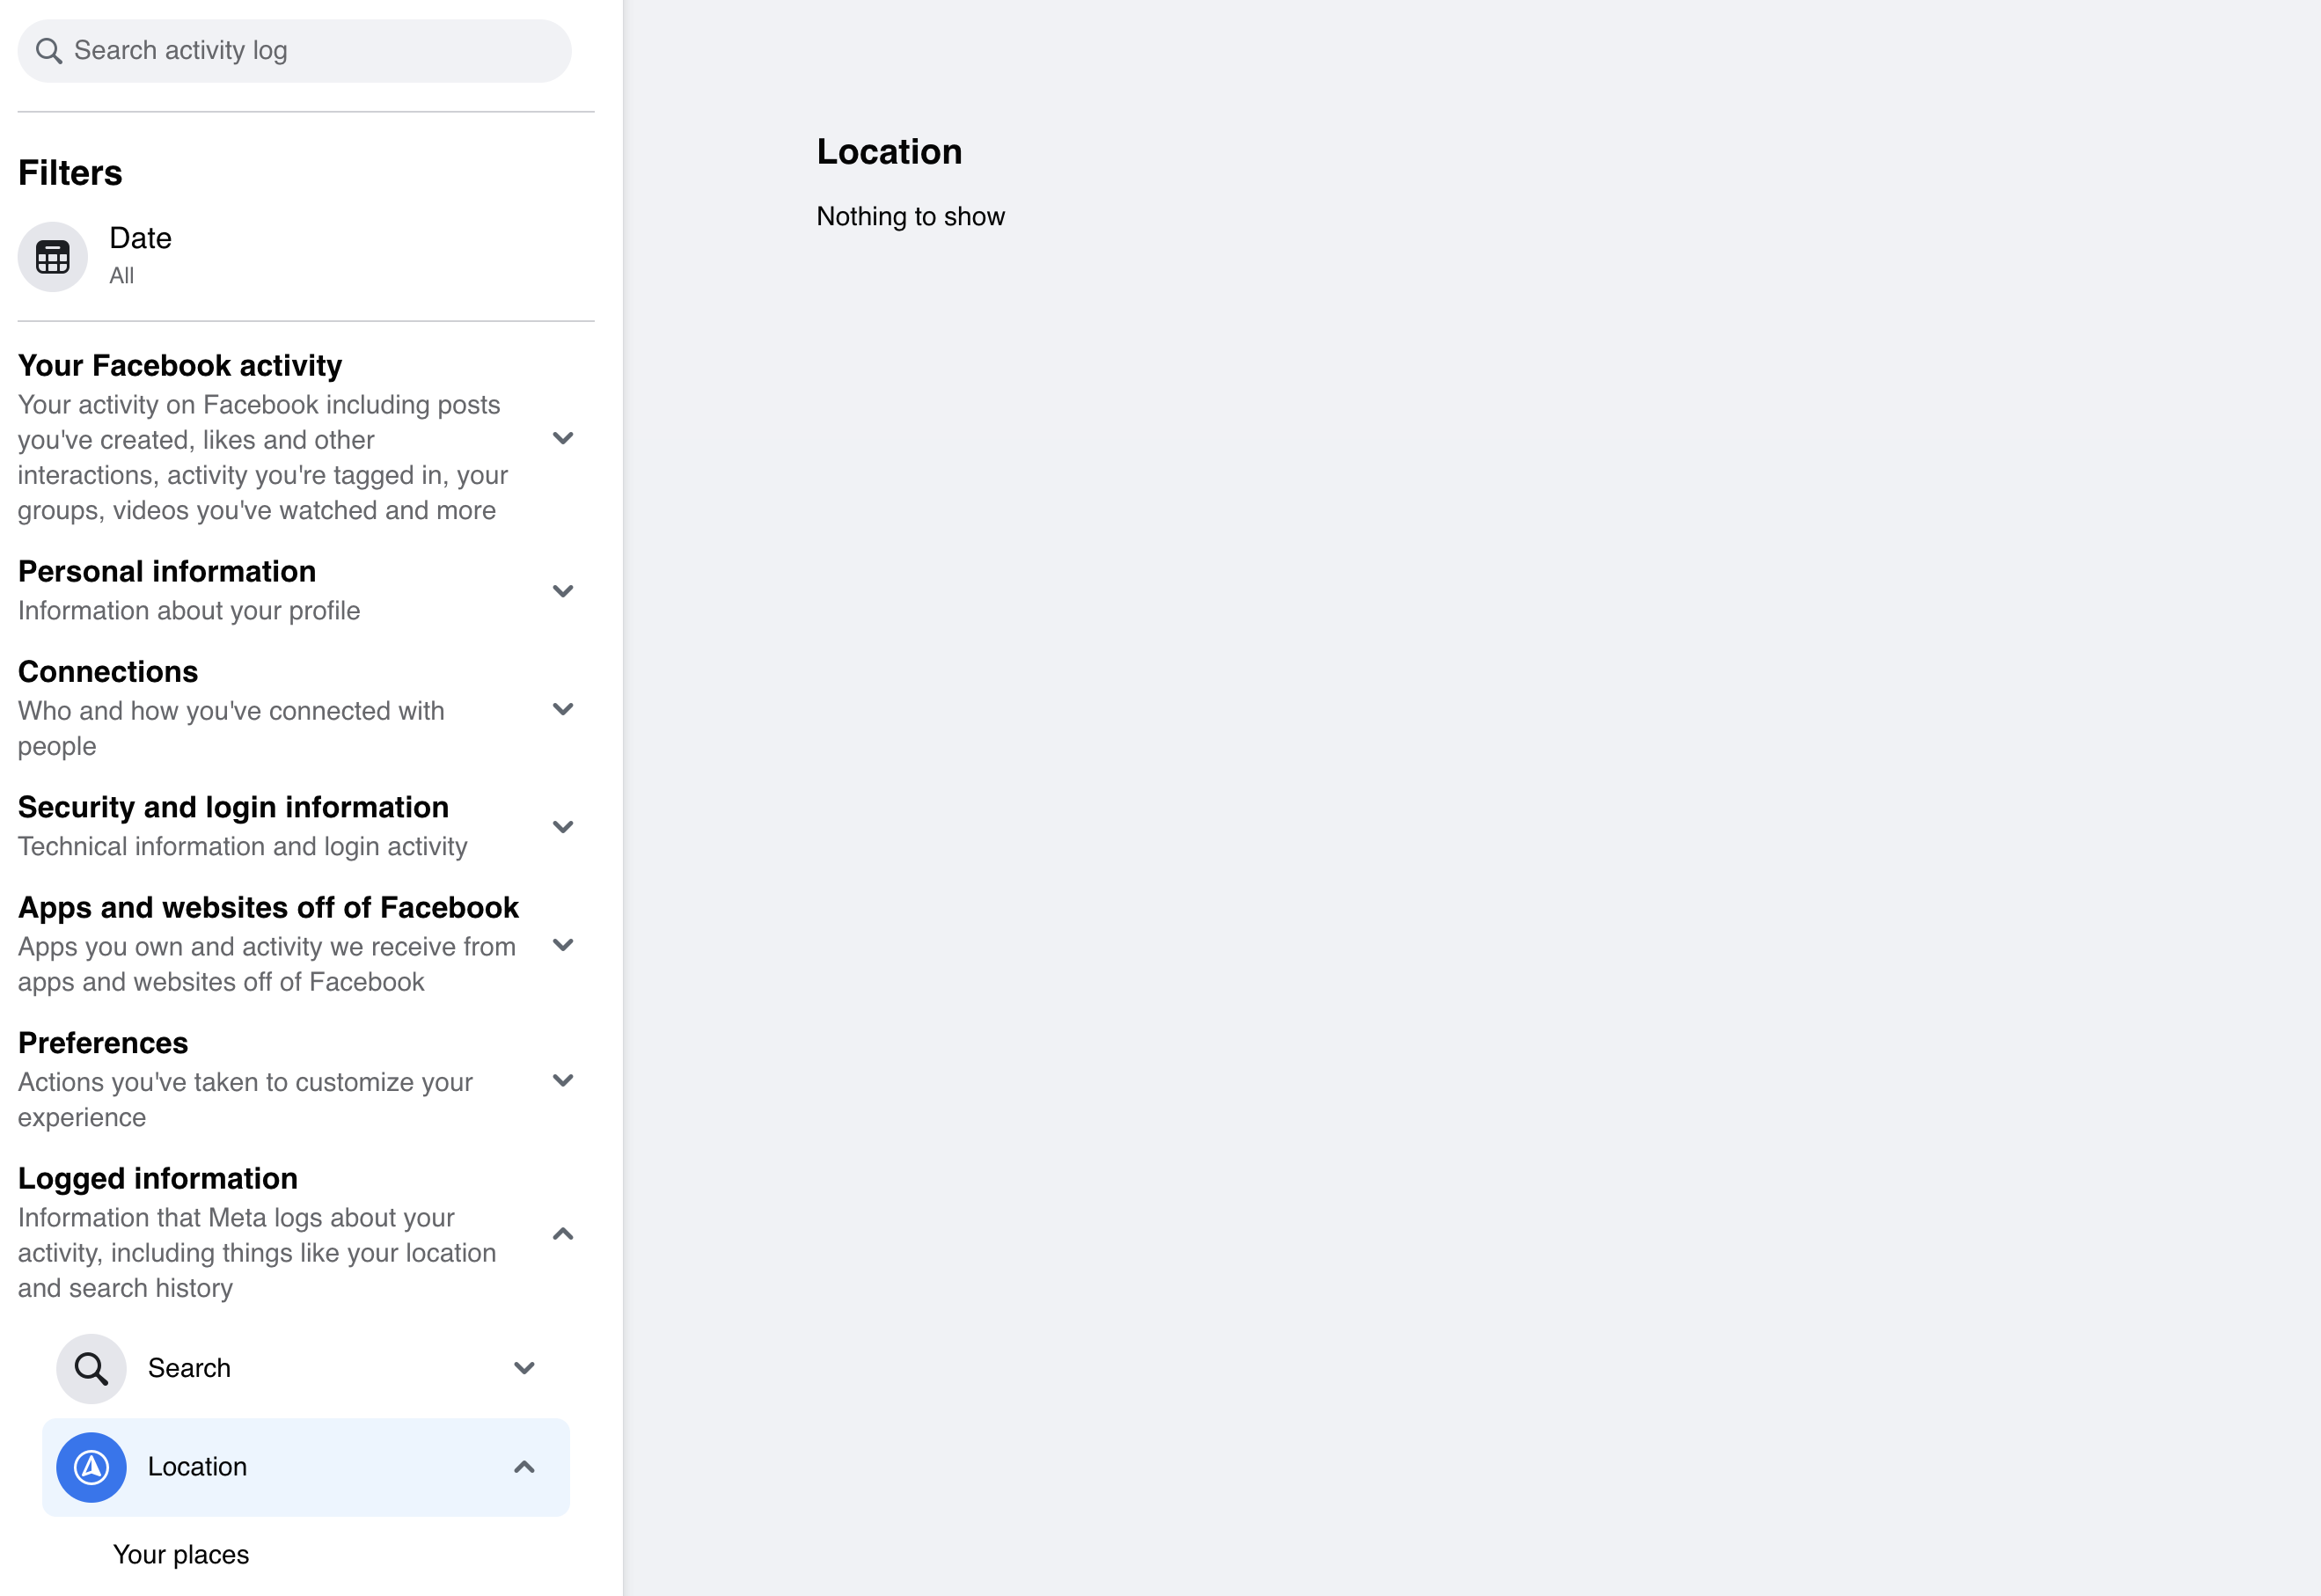 Search activity log
Filters
Date
All
Your Facebook activity
Your activity on Facebook including posts
you've created, likes and other
interactions, activity you're tagged in, your
groups, videos you've watched and more
Personal information
Information about your profile
Connections
Who and how you've connected with
people
Security and login information
Technical information and login activity
Apps and websites off of Facebook
Apps you own and activity we receive from
apps and websites off of Facebook
Preferences
Actions you've taken to customize your
experience
Logged information
Information that Meta logs about your
activity, including things like your location
and search history
Search
Location
Your places
Location
Nothing to show